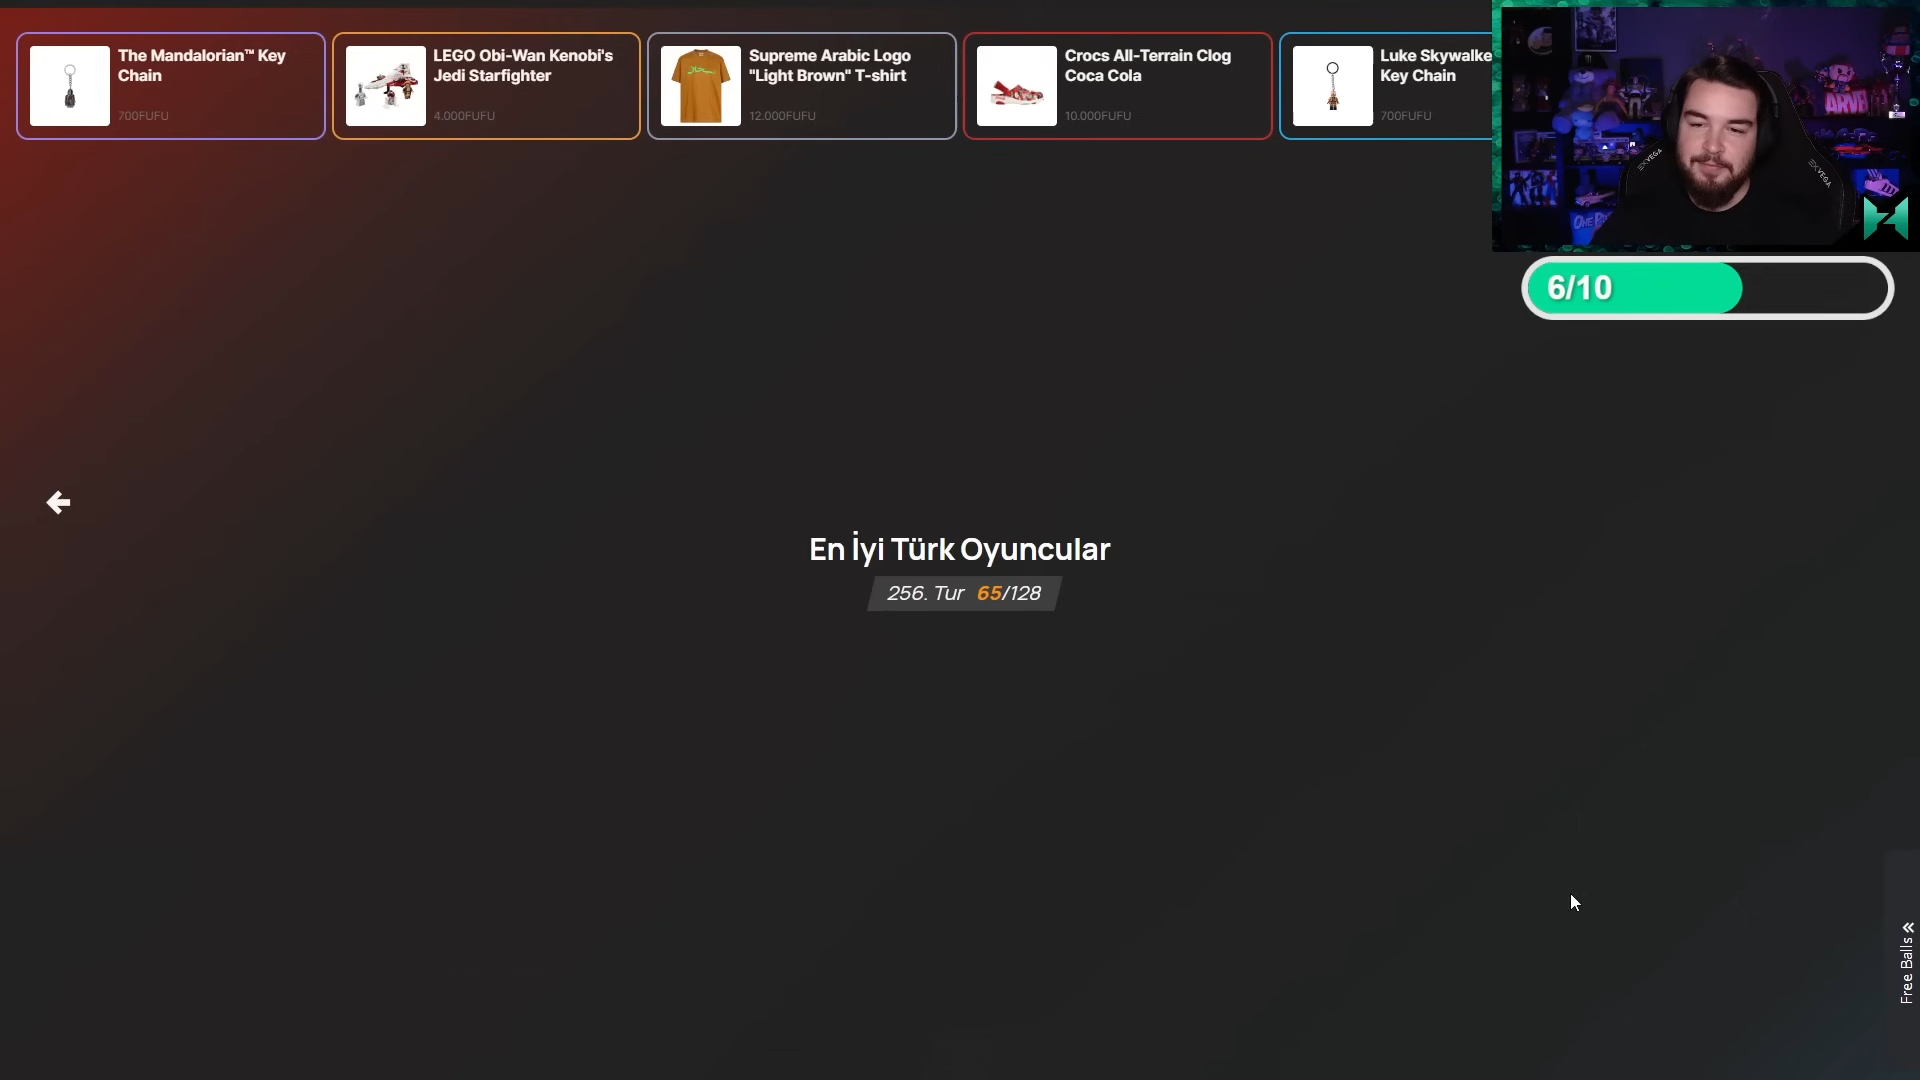 The Mandalorian™ Key
Chain
700FUFU
LEGO Obi-Wan Kenobi's
Jedi Starfighter
4.000FUFU
Supreme Arabic Logo
"Light Brown" T-shirt
12.000FUFU
Crocs All-Terrain Clog
Coca Cola
10.000FUFU
Luke Skywalke
Key Chain
700FUFU
VEGA
VEGA
6/10
En İyi Türk Oyuncular
256. Tur 65/128
Free Balls